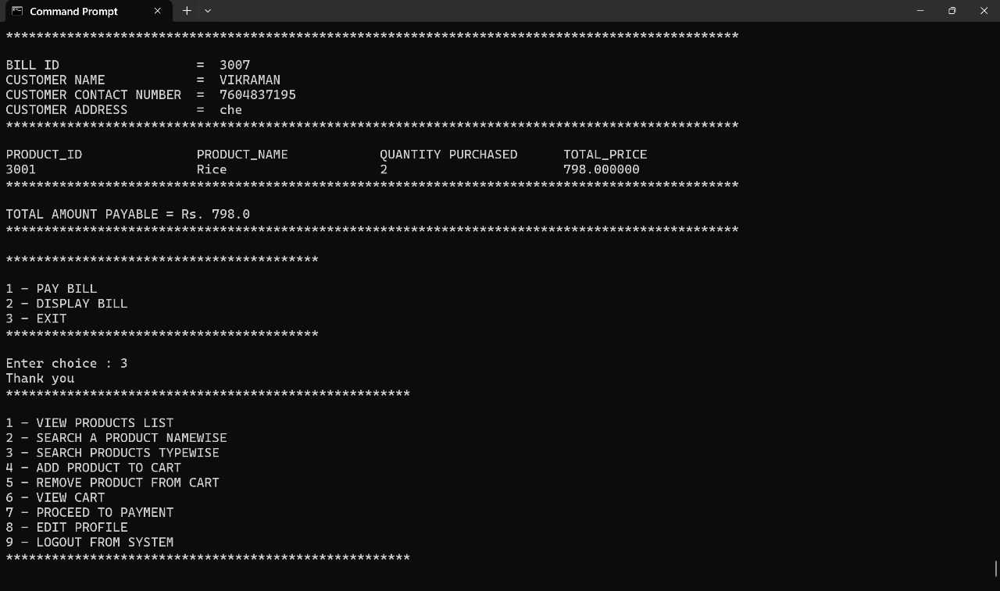 Command Prompt
************************************************************************************************
BILL ID = 3007
CUSTOMER NAME = VIKRAMAN
CUSTOMER CONTACT NUMBER = 7604837195
CUSTOMER ADDRESS = che
************************************************************************************************
PRODUCT_ID PRODUCT_NAME QUANTITY PURCHASED TOTAL_PRICE
3001 Rice 2 798.000000
************************************************************************************************
TOTAL AMOUNT PAYABLE = Rs. 798.0
************************************************************************************************
*****************************************
1 - PAY BILL
2 - DISPLAY BILL
3 - EXIT
*****************************************
Enter choice : 3
Thank you
*****************************************************
1 - VIEW PRODUCTS LIST
2 - SEARCH A PRODUCT NAMEWISE
3 - SEARCH PRODUCTS TYPEWISE
4 - ADD PRODUCT TO CART
5 - REMOVE PRODUCT FROM CART
6 - VIEW CART
7 - PROCEED TO PAYMENT
8 - EDIT PROFILE
9 - LOGOUT FROM SYSTEM
*****************************************************